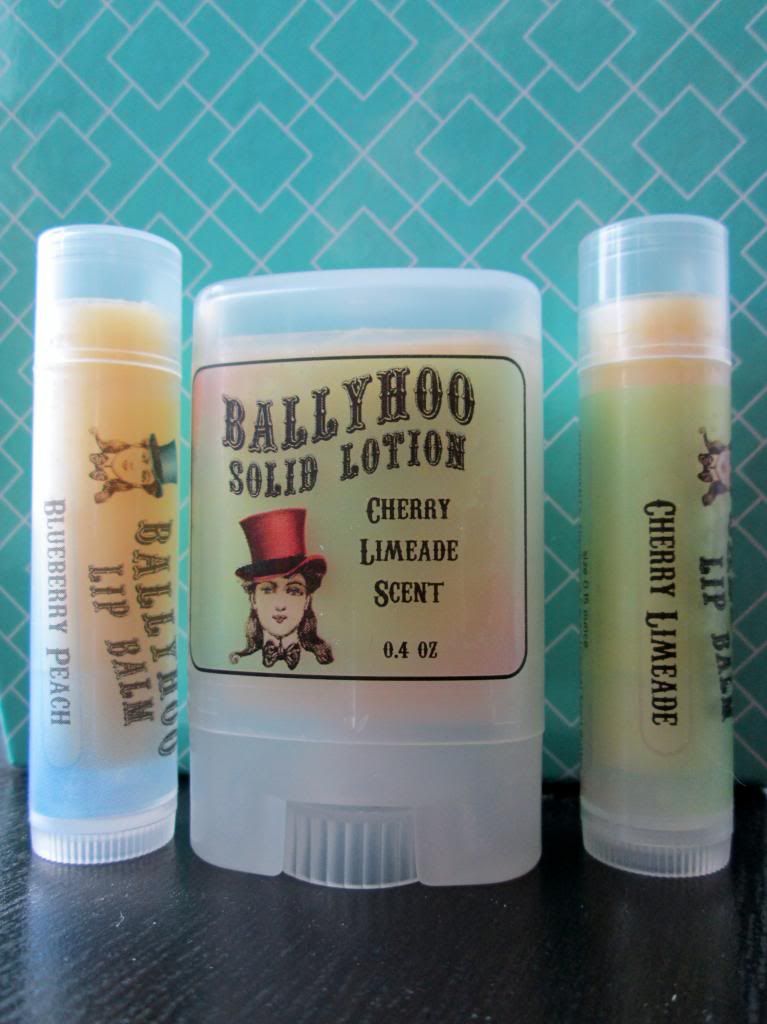 BLUEBERRY PEACH
BALLYHOO
LIP BALM
BALLYHOO
SOLID LOTION
CHERRY
LIMEADE
SCENT
0.4 OZ
CHERRY LIMEADE
LIP BALM